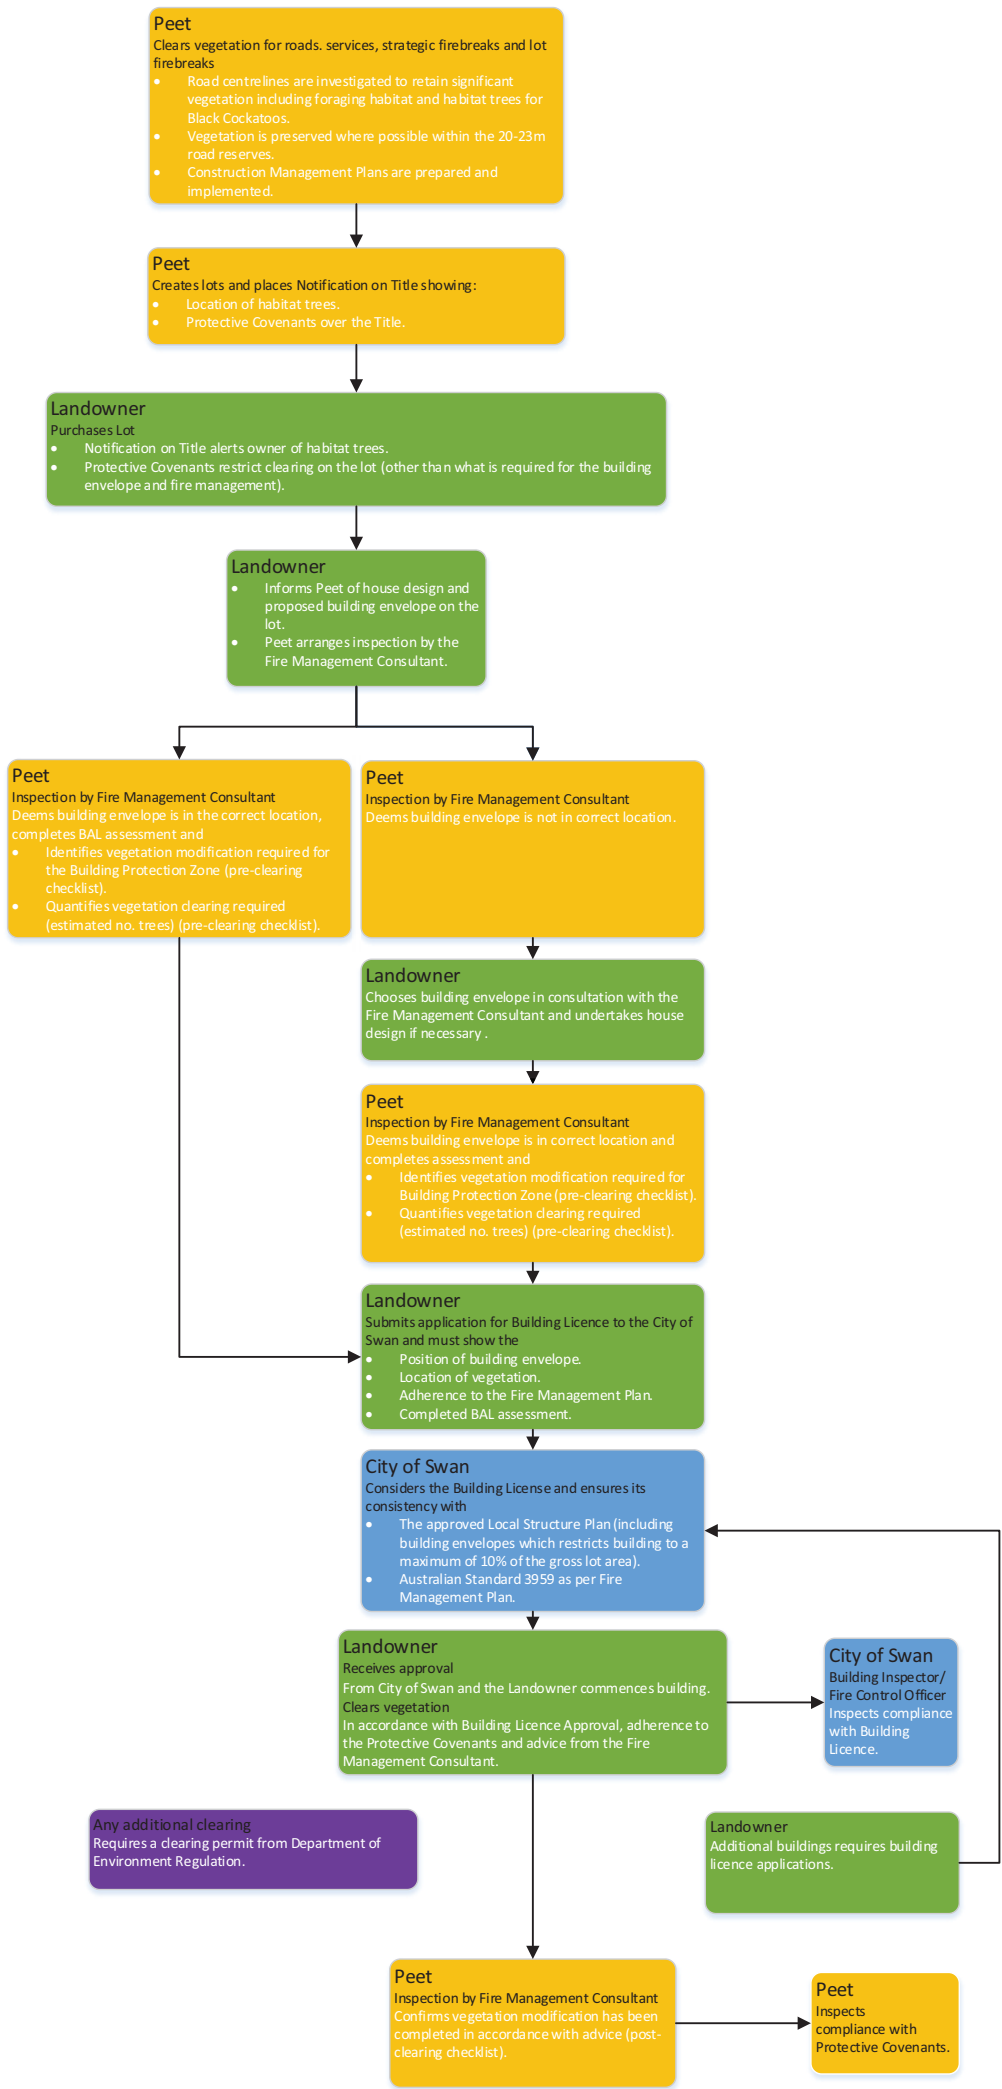 Peet
Clears vegetation for roads. services, strategic firebreaks and lot
firebreaks
• Road centrelines are investigated to retain significant
vegetation including foraging habitat and habitat trees for
Black Cockatoos.
• Vegetation is preserved where possible within the 20-23m
road reserves.
• Construction Management Plans are prepared and
implemented.
Peet
Creates lots and places Notification on Title showing:
• Location of habitat trees.
• Protective Covenants over the Title.
Landowner
Purchases Lot
• Notification on Title alerts owner of habitat trees.
• Protective Covenants restrict clearing on the lot (other than what is required for the building
envelope and fire management).
Landowner
• Informs Peet of house design and
proposed building envelope on the
lot.
• Peet arranges inspection by the
Fire Management Consultant.
Peet
Inspection by Fire Management Consultant
Deems building envelope is in the correct location,
completes BAL assessment and
• Identifies vegetation modification required for
the Building Protection Zone (pre-clearing
checklist).
• Quantifies vegetation clearing required
(estimated no. trees) (pre-clearing checklist).
Peet
Inspection by Fire Management Consultant
Deems building envelope is not in correct location.
Landowner
Chooses building envelope in consultation with the
Fire Management Consultant and undertakes house
design if necessary .
Peet
Inspection by Fire Management Consultant
Deems building envelope is in correct location and
completes assessment and
• Identifies vegetation modification required for
Building Protection Zone (pre-clearing checklist).
• Quantifies vegetation clearing required
(estimated no. trees) (pre-clearing checklist).
Landowner
Submits application for Building Licence to the City of
Swan and must show the
• Position of building envelope.
• Location of vegetation.
• Adherence to the Fire Management Plan.
• Completed BAL assessment.
City of Swan
Considers the Building License and ensures its
consistency with
• The approved Local Structure Plan (including
building envelopes which restricts building to a
maximum of 10% of the gross lot area).
• Australian Standard 3959 as per Fire
Management Plan.
Landowner
Receives approval
From City of Swan and the Landowner commences building.
Clears vegetation
In accordance with Building Licence Approval, adherence to
the Protective Covenants and advice from the Fire
Management Consultant.
City of Swan
Building Inspector/
Fire Control Officer
Inspects compliance
with Building
Licence.
Any additional clearing
Requires a clearing permit from Department of
Environment Regulation.
Landowner
Additional buildings requires building
licence applications.
Peet
Inspection by Fire Management Consultant
Confirms vegetation modification has been
completed in accordance with advice (post-
clearing checklist).
Peet
Inspects
compliance with
Protective Covenants.